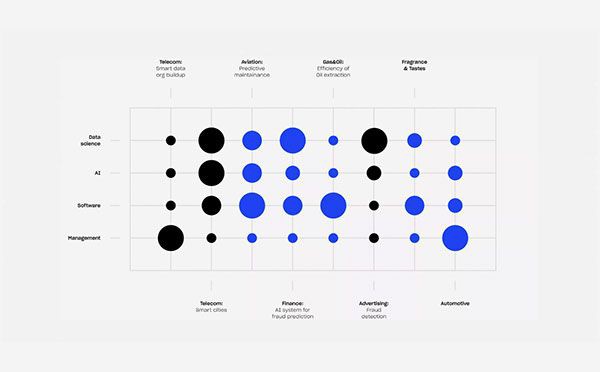 Telecom:
Smart data
org buildup
Aviation:
Predictive
maintainance
Gas&Oil:
Efficiency of
Oil extraction
Fragrance
& Tastes
Data
science
AI
Software
Management
Telecom:
Smart cities
Finance:
AI system for
fraud prediction
Advertising:
Fraud
detection
Automotive